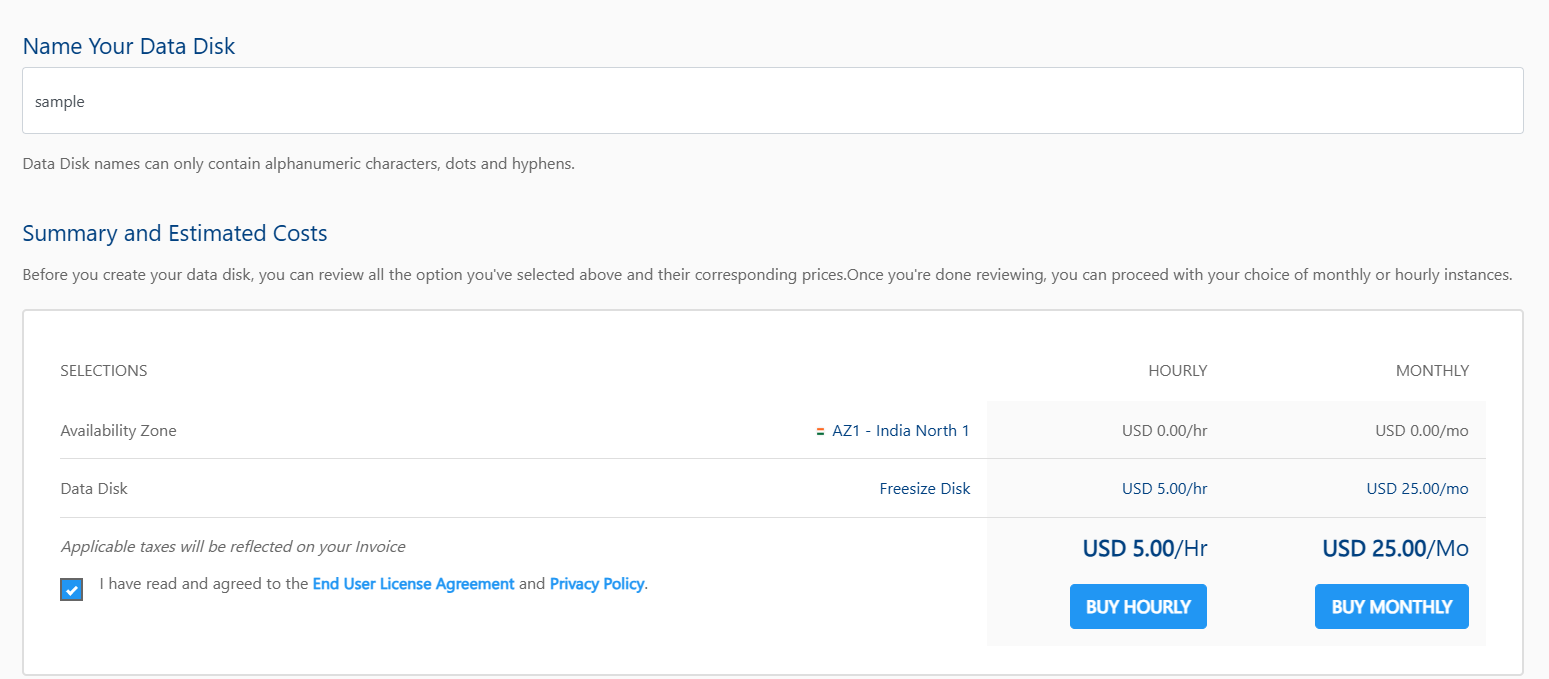 Name Your Data Disk
sample
Data Disk names can only contain alphanumeric characters, dots and hyphens.
Summary and Estimated Costs
Before you create your data disk, you can review all the option you've selected above and their corresponding prices.Once you're done reviewing, you can proceed with your choice of monthly or hourly instances.
SELECTIONS HOURLY MONTHLY
Availability Zone AZ1 - India North 1 USD 0.00/hr USD 0.00/mo
Data Disk Freesize Disk USD 5.00/hr USD 25.00/mo
Applicable taxes will be reflected on your Invoice USD 5.00/Hr USD 25.00/Mo
I have read and agreed to the End User License Agreement and Privacy Policy.
BUY HOURLY BUY MONTHLY